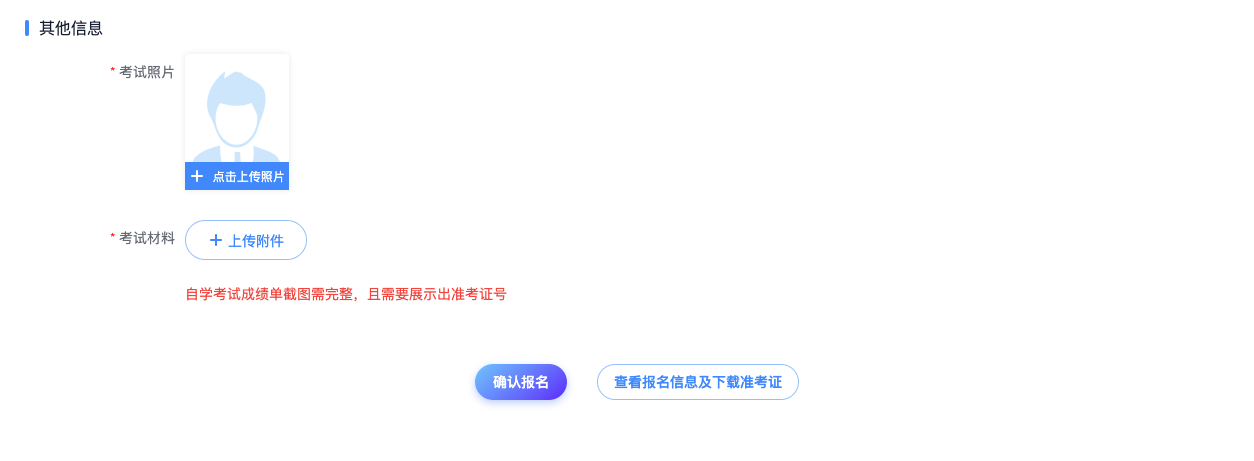 其他信息
* 考试照片
+ 点击上传照片
* 考试材料
+ 上传附件
自学考试成绩单截图需完整，且需要展示出准考证号
确认报名
查看报名信息及下载准考证